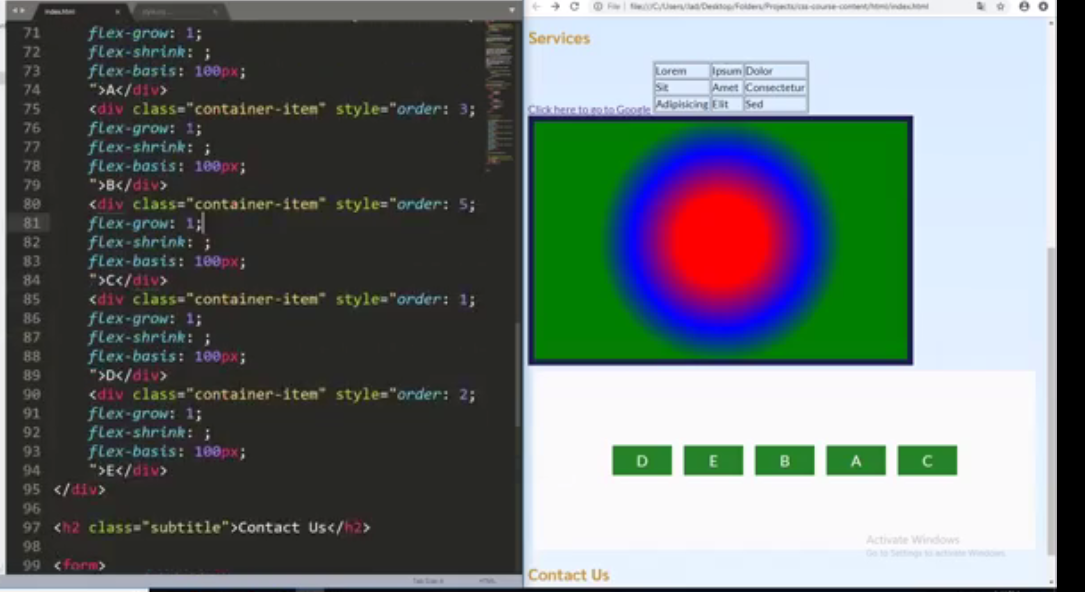 index.html
71 flex-grow: 1;
72 flex-shrink: ;
73 flex-basis: 100px;
74 ">A</div>
75 <div class="container-item" style="order: 3;
76 flex-grow: 1;
77 flex-shrink: ;
78 flex-basis: 100px;
79 ">B</div>
80 <div class="container-item" style="order: 5;
81 flex-grow: 1;
82 flex-shrink: ;
83 flex-basis: 100px;
84 ">C</div>
85 <div class="container-item" style="order: 1;
86 flex-grow: 1;
87 flex-shrink: ;
88 flex-basis: 100px;
89 ">D</div>
90 <div class="container-item" style="order: 2;
91 flex-grow: 1;
92 flex-shrink: ;
93 flex-basis: 100px;
94 ">E</div>
95 </div>
96
97 <h2 class="subtitle">Contact Us</h2>
98
99 <form>
Tab Size: 4 HTML
File file:///C:/Users/Jad/Desktop/Folders/Projects/css-course-content/html/index.html
Services
Lorem Ipsum Dolor
Sit Amet Consectetur
Click here to go to Google Adipisicing Elit Sed
D E B A C
Activate Windows
Go to Settings to activate Windows.
Contact Us